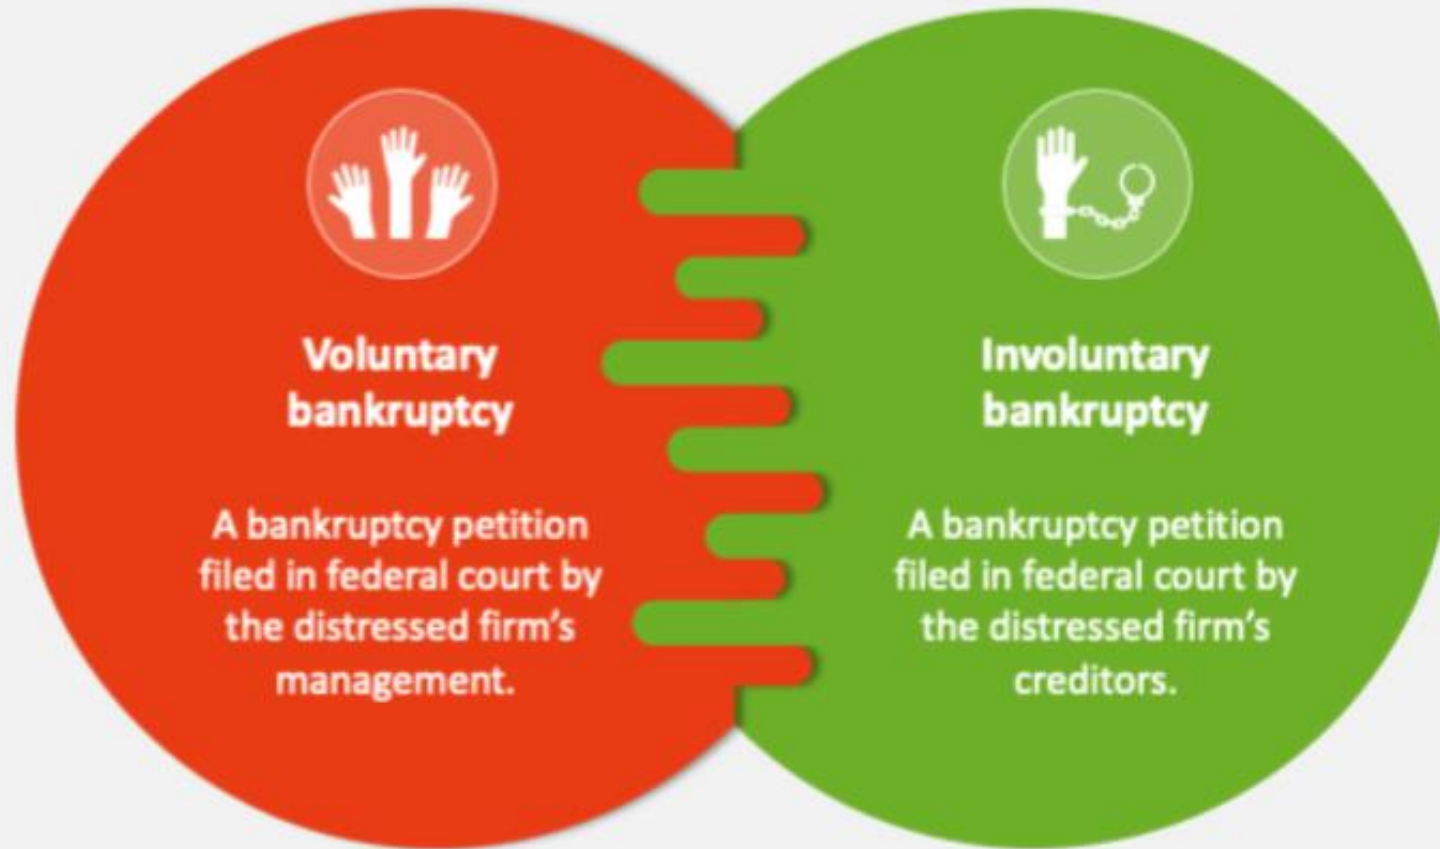 Voluntary
bankruptcy
A bankruptcy petition
filed in federal court by
the distressed firm’s
management.
Involuntary
bankruptcy
A bankruptcy petition
filed in federal court by
the distressed firm’s
creditors.